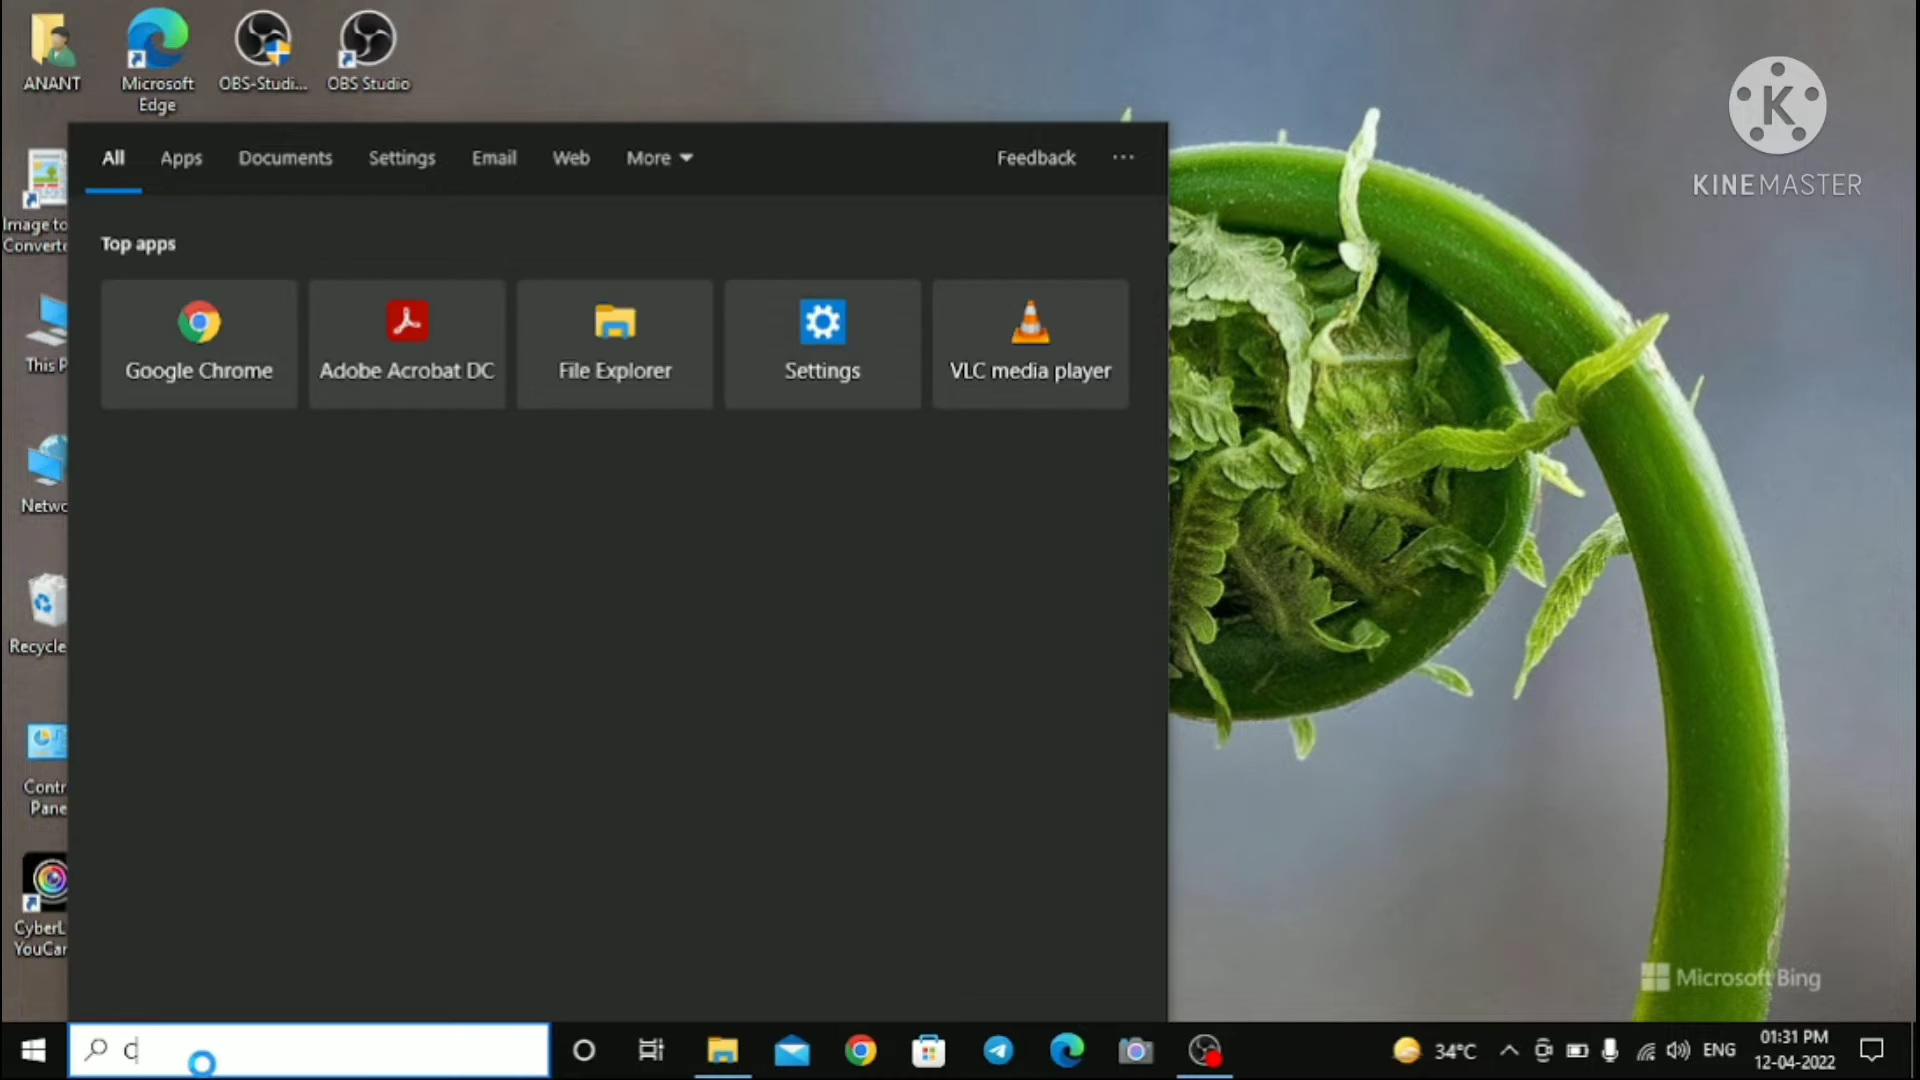 ANANT
Microsoft
Edge
OBS-Studi...
OBS Studio
KINEMASTER
All
Apps
Documents
Settings
Email
Web
More
Feedback
Image to
Converte
Top apps
Google Chrome
Adobe Acrobat DC
File Explorer
Settings
VLC media player
This P
Netwo
Recycle
Contr
Pane
CyberL
YouCar
Microsoft Bing
C
34°C
ENG
01:31 PM
12-04-2022